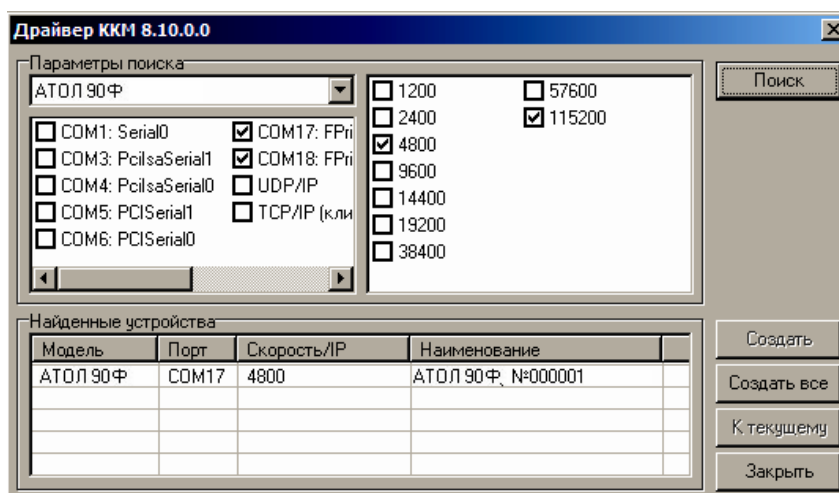 Драйвер ККМ 8.10.0.0
Параметры поиска
АТОЛ 90Ф
COM1: Serial0
COM3: PciIsaSerial1
COM4: PciIsaSerial0
COM5: PCISerial1
COM6: PCISerial0
COM17: FPri
COM18: FPri
UDP/IP
TCP/IP (кли
1200
2400
4800
9600
14400
19200
38400
57600
115200
Поиск
Найденные устройства
Модель Порт Скорость/IP Наименование
АТОЛ 90Ф COM17 4800 АТОЛ 90Ф, №000001
Создать
Создать все
К текущему
Закрыть